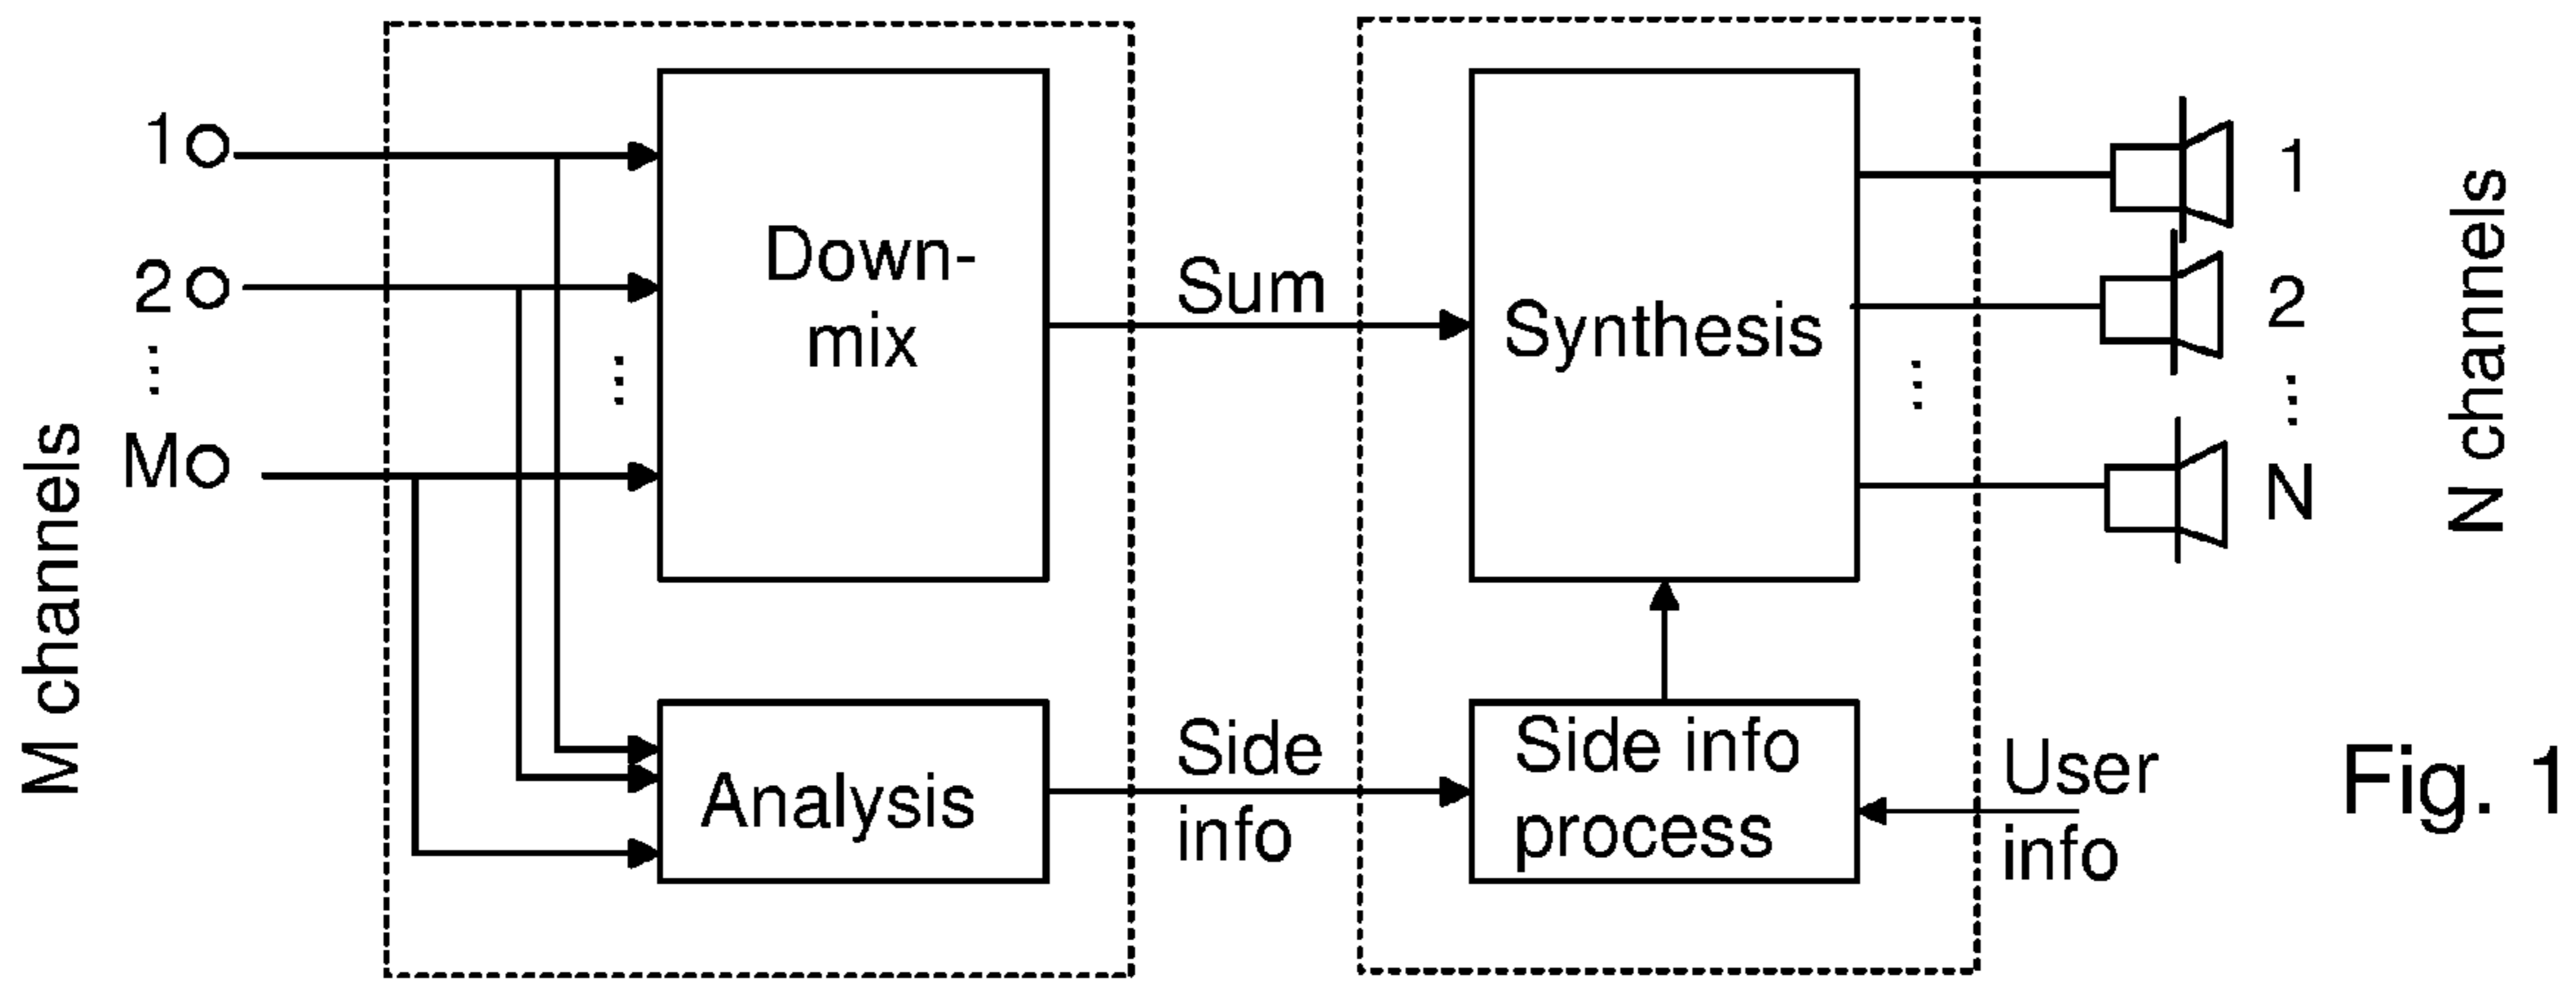 M channels
1
2
...
M
Down-
mix
...
Analysis
Sum
Side
info
Synthesis
...
Side info
process
User
info
1
2
...
N
N channels
Fig. 1